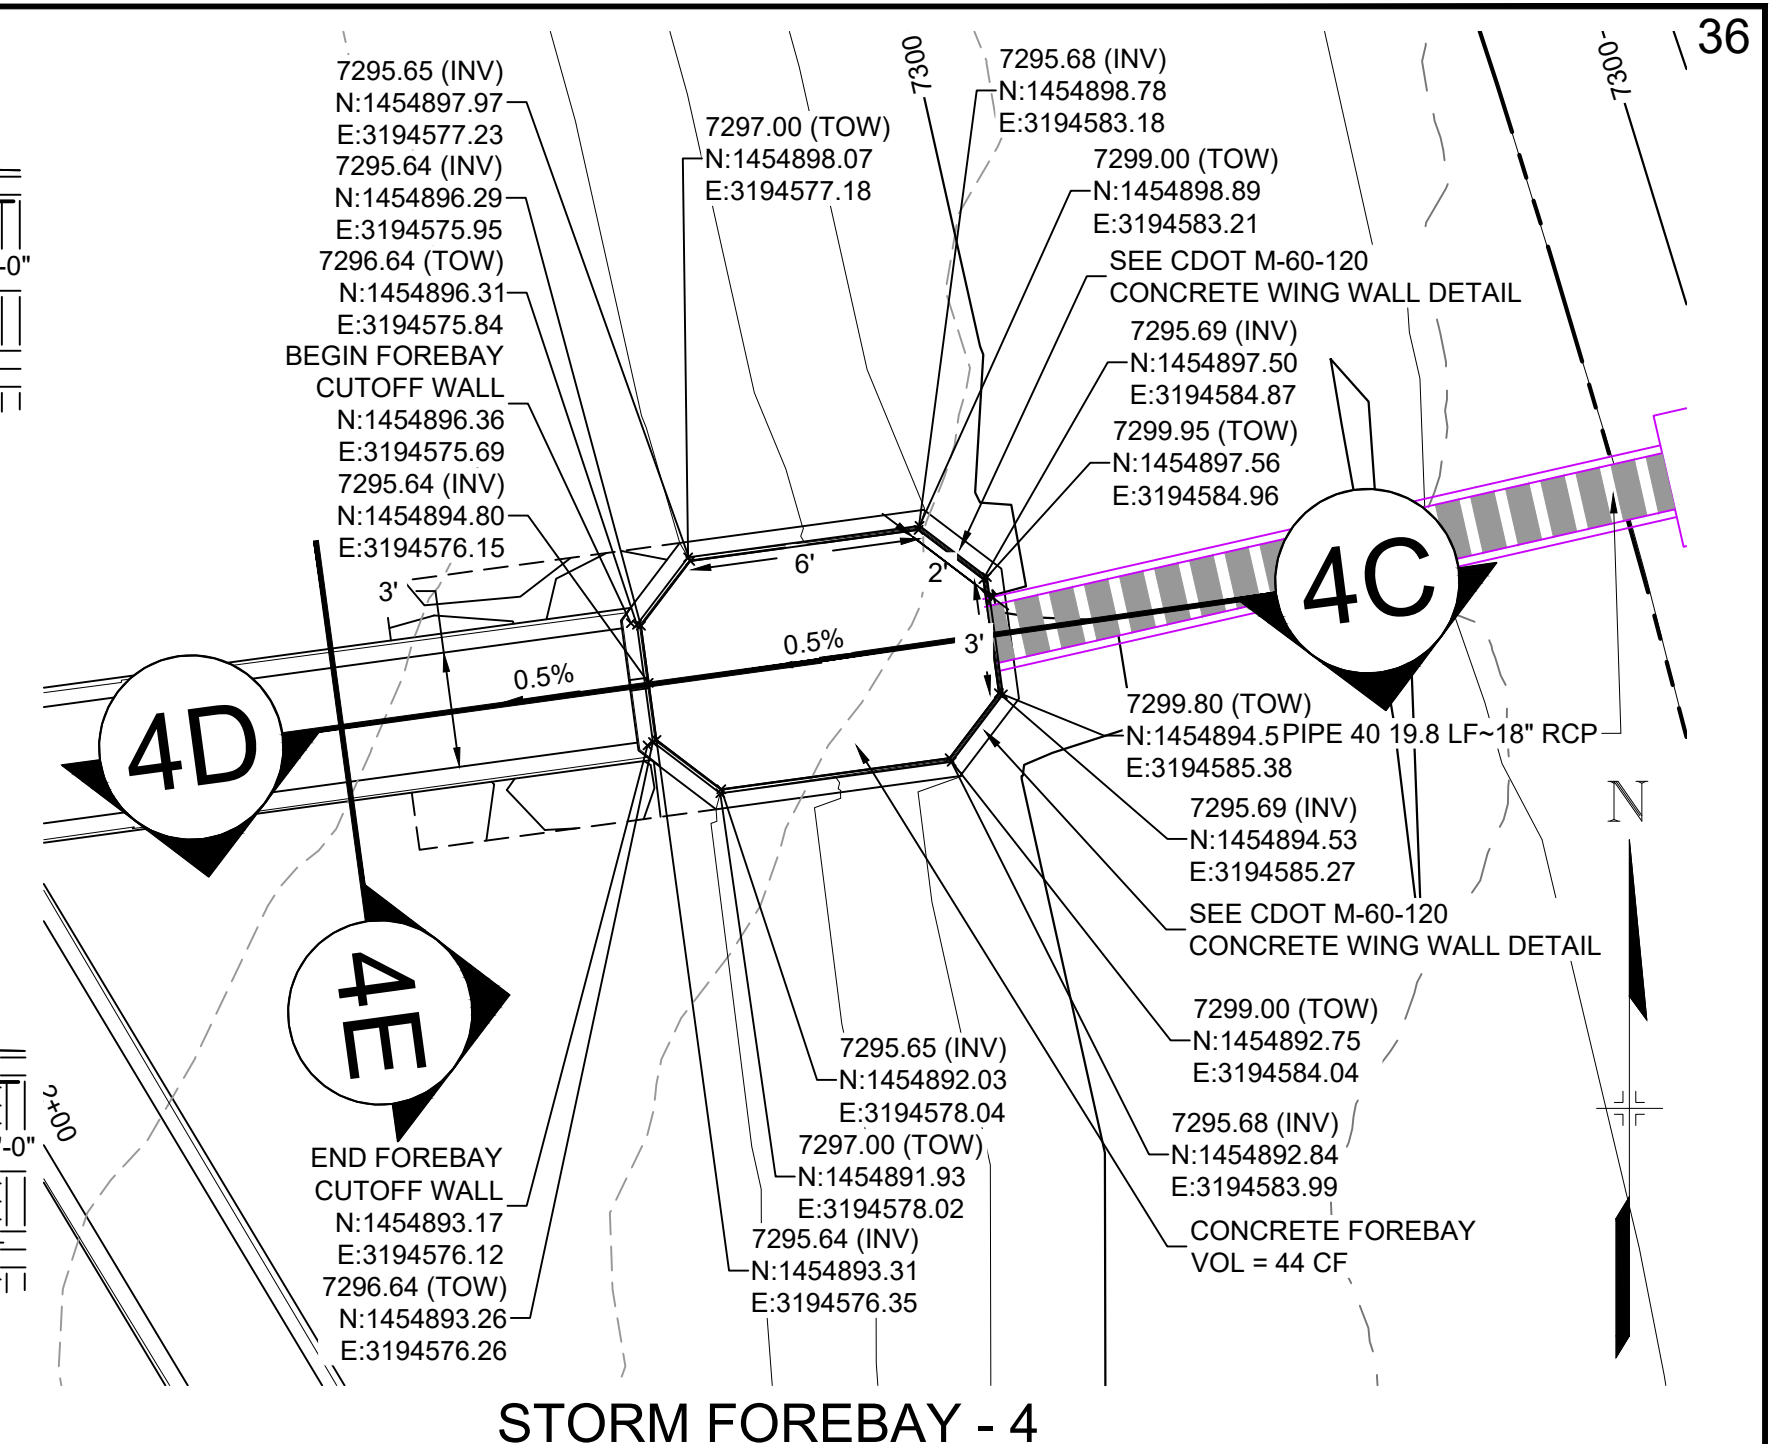 36
7295.65 (INV)
N:1454897.97
E:3194577.23
7295.64 (INV)
N:1454896.29
E:3194575.95
7296.64 (TOW)
N:1454896.31
E:3194575.84
BEGIN FOREBAY
CUTOFF WALL
N:1454896.36
E:3194575.69
7295.64 (INV)
N:1454894.80
E:3194576.15
7297.00 (TOW)
N:1454898.07
E:3194577.18
7300
7295.68 (INV)
N:1454898.78
E:3194583.18
7299.00 (TOW)
N:1454898.89
E:3194583.21
SEE CDOT M-60-120
CONCRETE WING WALL DETAIL
7295.69 (INV)
N:1454897.50
E:3194584.87
7299.95 (TOW)
N:1454897.56
E:3194584.96
7300
-0"
3'
6'
2'
3'
0.5%
0.5%
4C
4D
4E
7299.80 (TOW)
N:1454894.5
E:3194585.38
PIPE 40 19.8 LF~18" RCP
7295.69 (INV)
N:1454894.53
E:3194585.27
SEE CDOT M-60-120
CONCRETE WING WALL DETAIL
N
7299.00 (TOW)
N:1454892.75
E:3194584.04
7295.68 (INV)
N:1454892.84
E:3194583.99
CONCRETE FOREBAY
VOL = 44 CF
7295.65 (INV)
N:1454892.03
E:3194578.04
7297.00 (TOW)
N:1454891.93
E:3194578.02
7295.64 (INV)
N:1454893.31
E:3194576.35
2+00
-0"
END FOREBAY
CUTOFF WALL
N:1454893.17
E:3194576.12
7296.64 (TOW)
N:1454893.26
E:3194576.26
STORM FOREBAY - 4